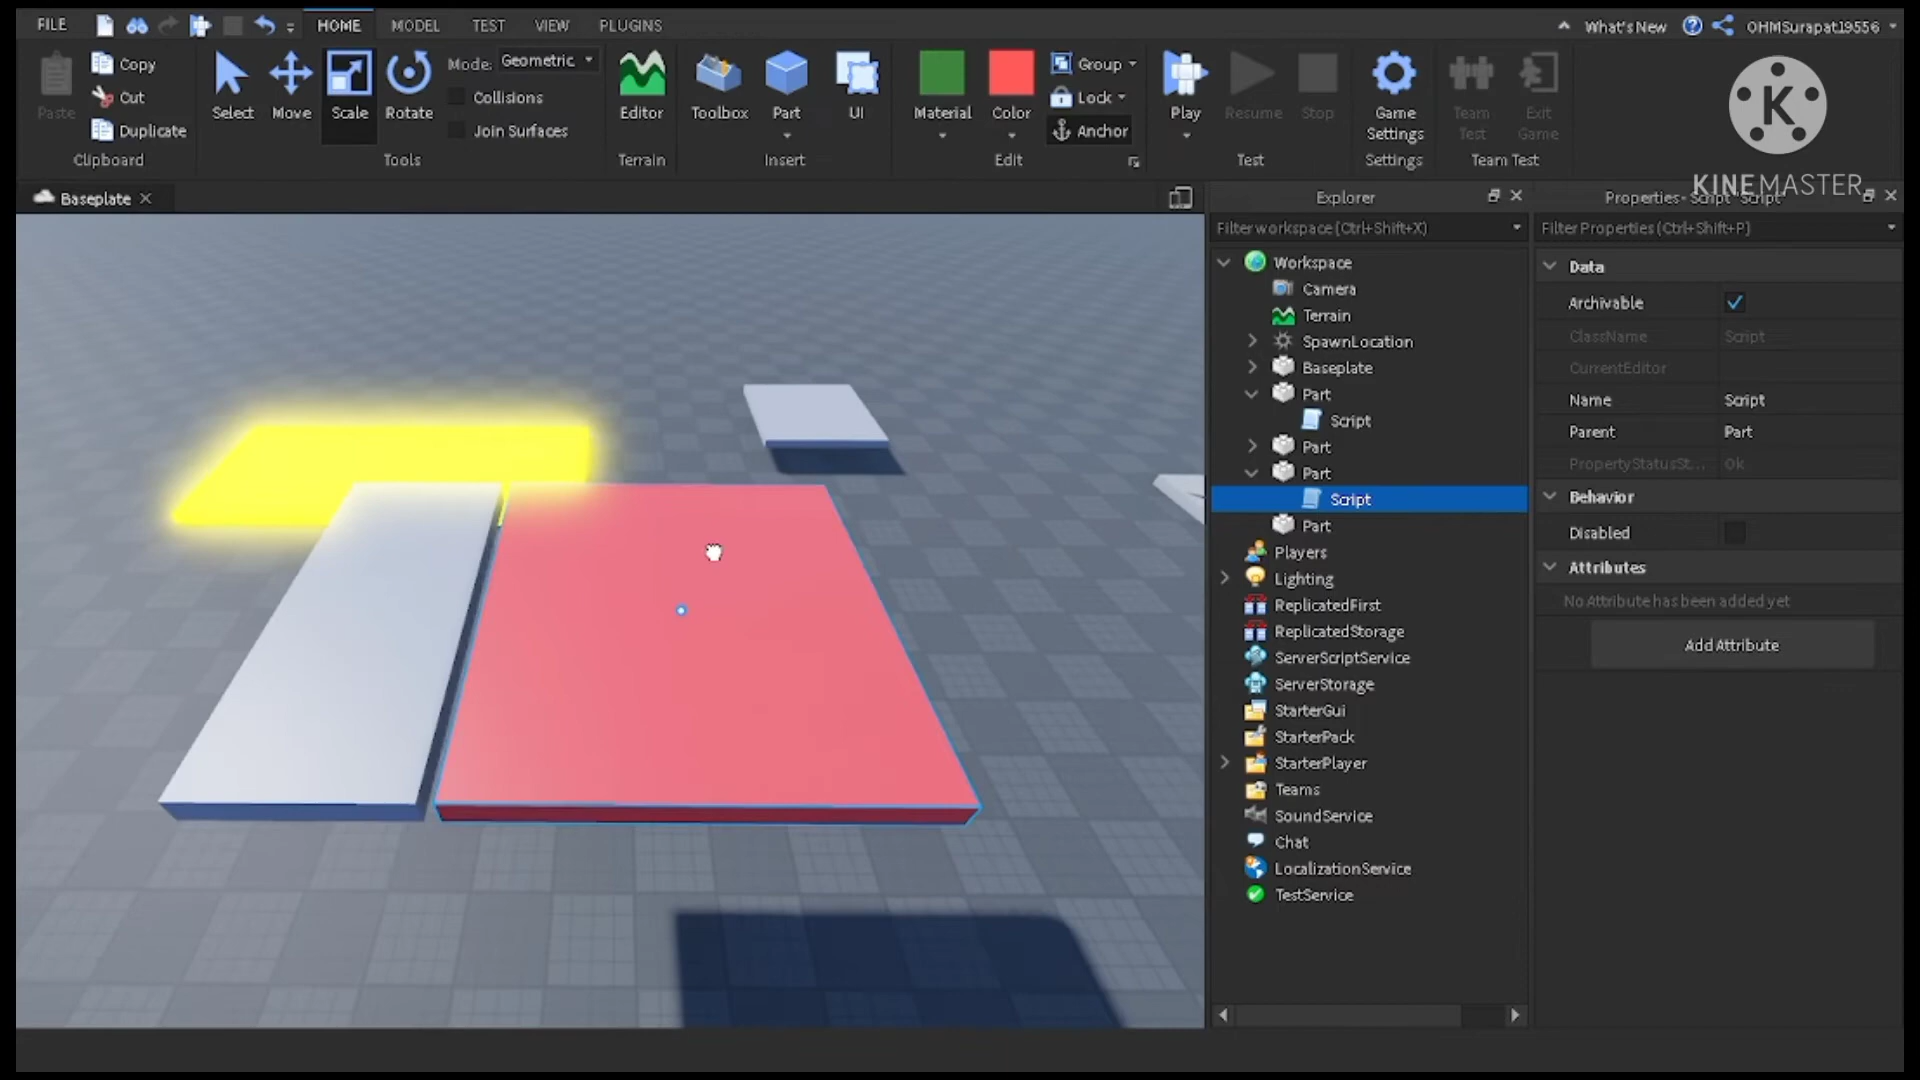 FILE HOME MODEL TEST VIEW PLUGINS What's New OHMSurapat19556
Paste Copy Cut Duplicate Clipboard
Select Move Scale Rotate Mode: Geometric Collisions Join Surfaces Tools
Editor Terrain
Toolbox Part UI Insert
Material Color Group Lock Anchor Edit
Play Resume Stop Test
Game Settings Settings
Team Test Exit Game Team Test
K
KINEMASTER
Baseplate
Explorer
Filter workspace (Ctrl+Shift+X)
Workspace
Camera
Terrain
SpawnLocation
Baseplate
Part
Script
Part
Part
Script
Part
Players
Lighting
ReplicatedFirst
ReplicatedStorage
ServerScriptService
ServerStorage
StarterGui
StarterPack
StarterPlayer
Teams
SoundService
Chat
LocalizationService
TestService
Properties - Script "Script"
Filter Properties (Ctrl+Shift+P)
Data
Archivable
ClassName Script
CurrentEditor
Name Script
Parent Part
PropertyStatusSt... Ok
Behavior
Disabled
Attributes
No Attribute has been added yet
Add Attribute